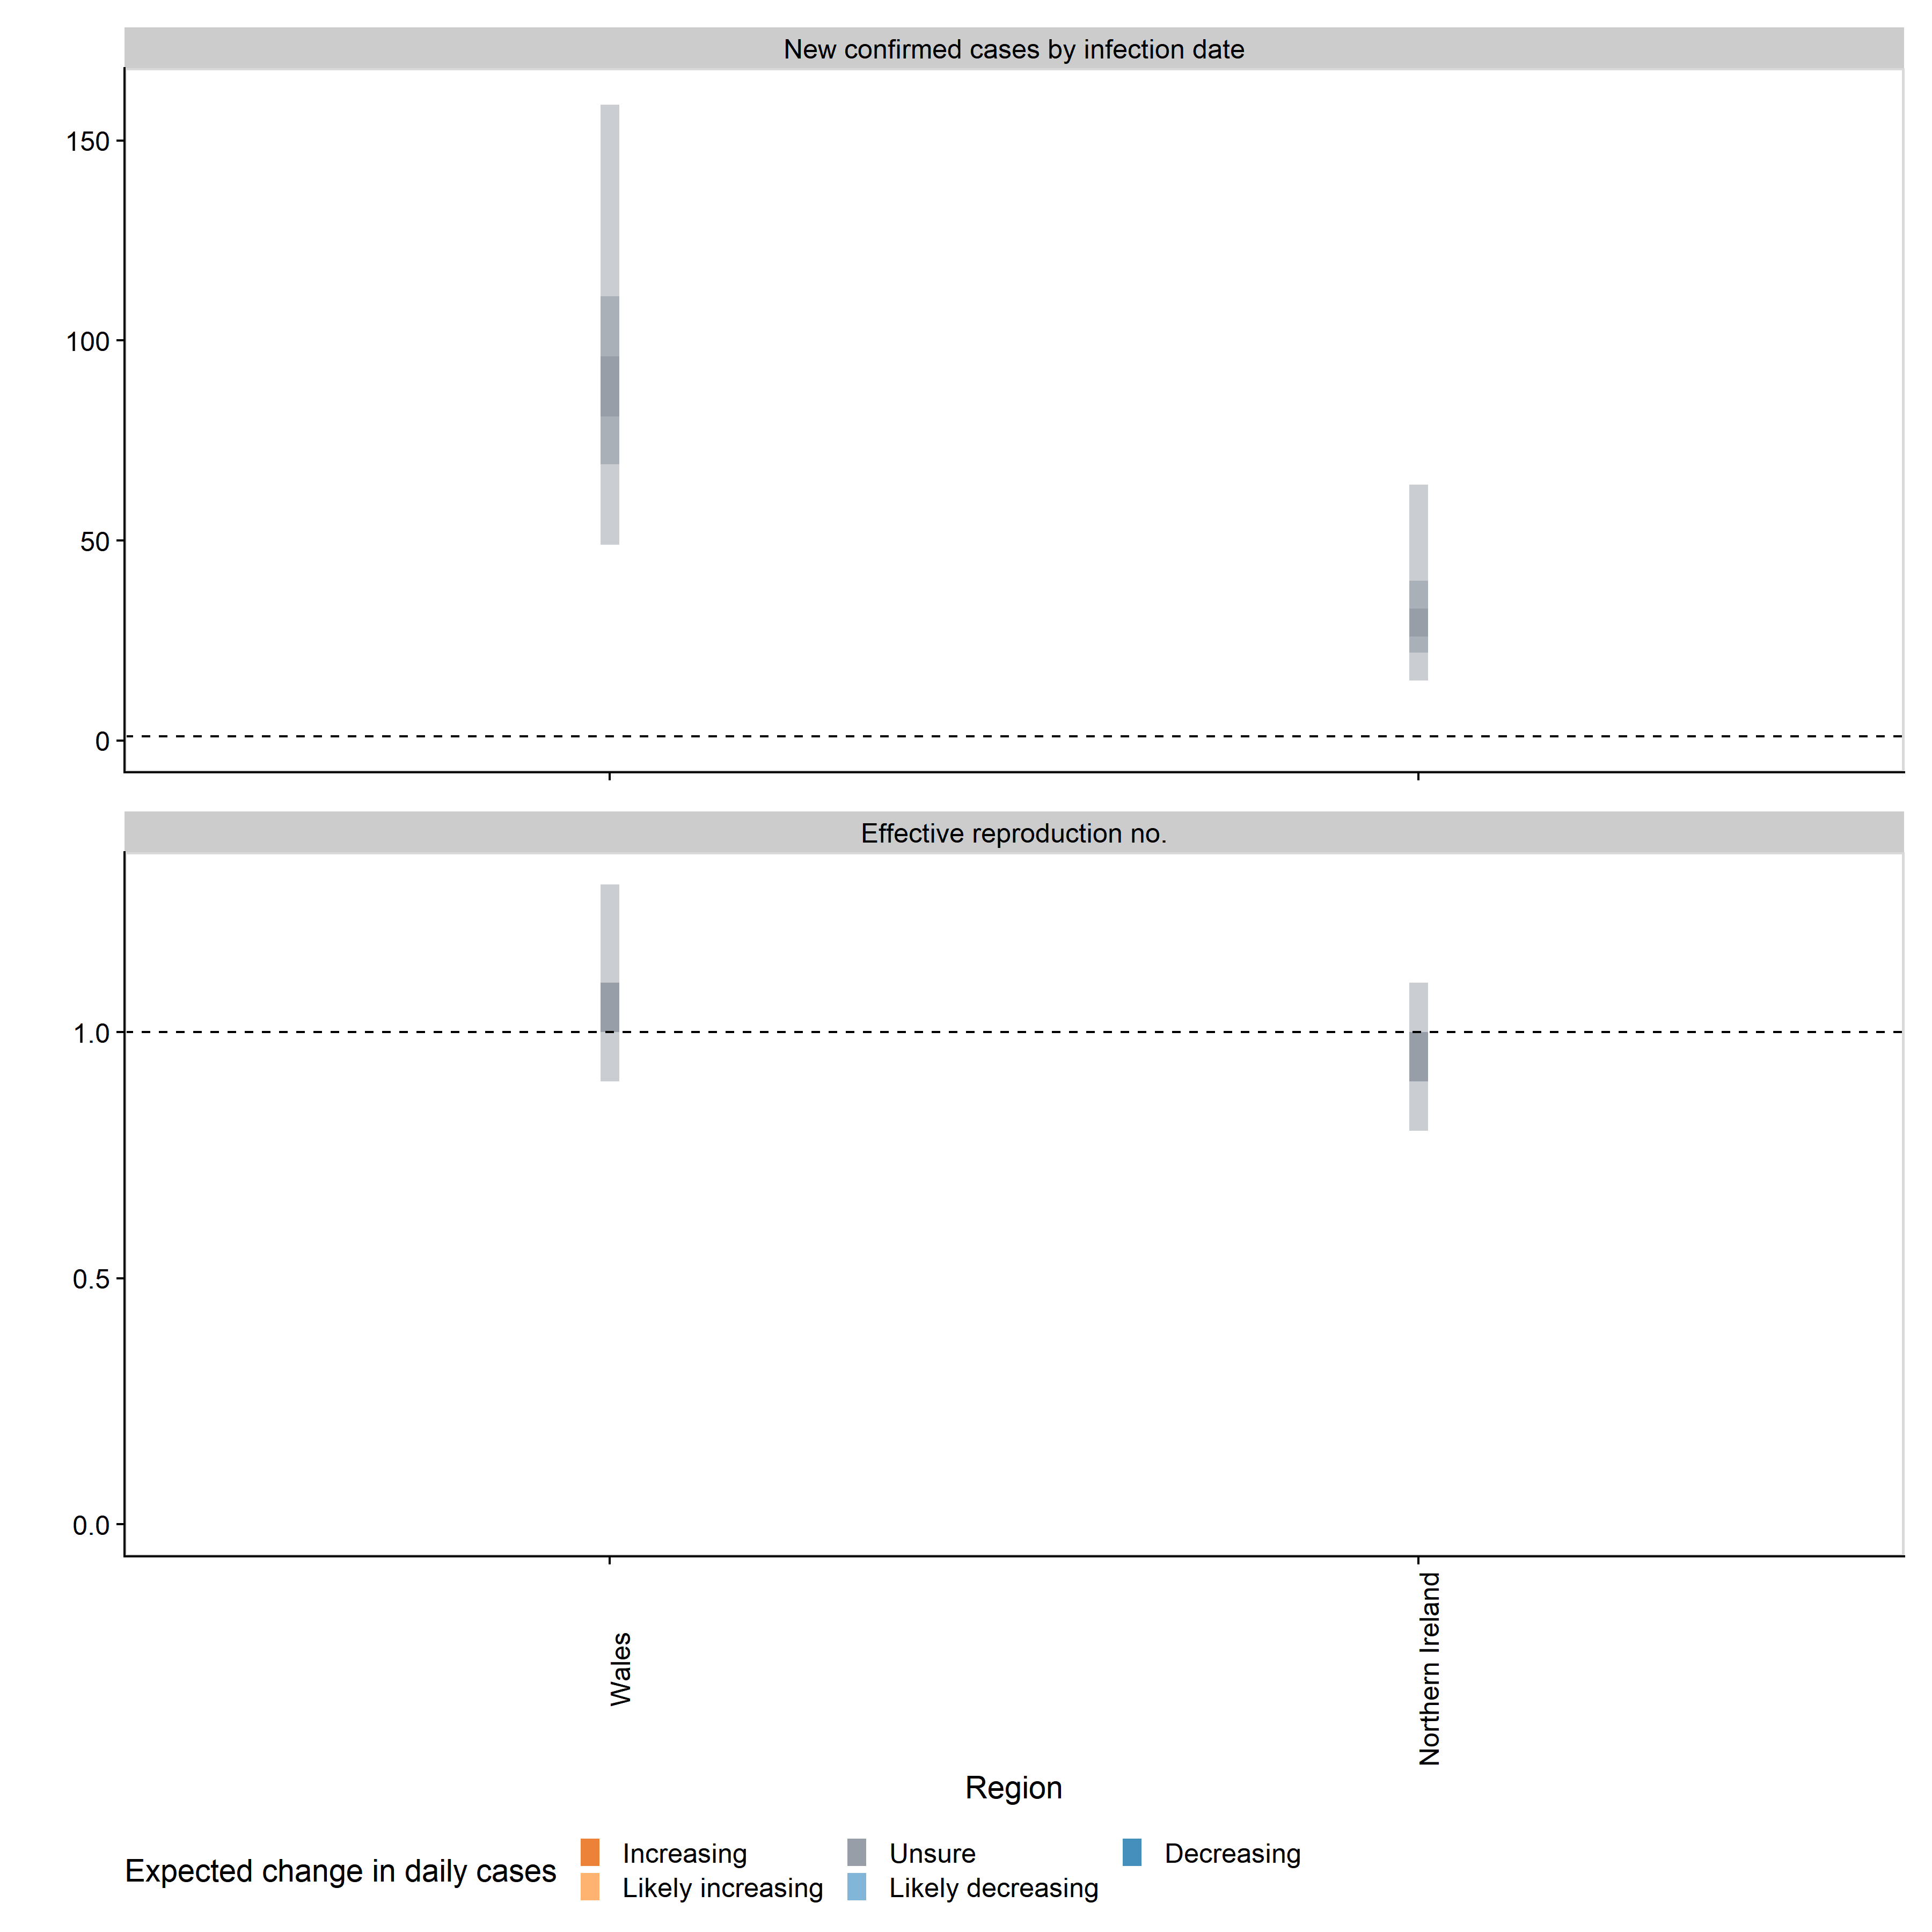 New confirmed cases by infection date
150
100
50
0
Effective reproduction no.
1.0
0.5
0.0
Wales
Northern Ireland
Region
Expected change in daily cases
Increasing
Unsure
Decreasing
Likely increasing
Likely decreasing